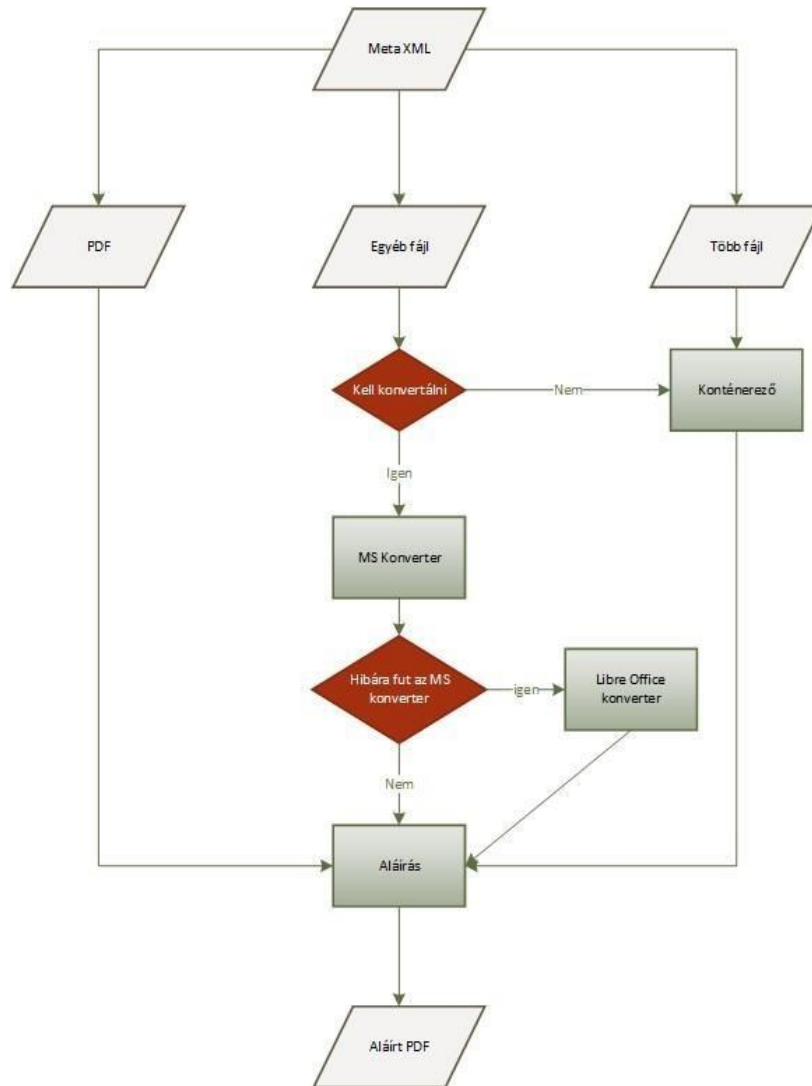 Meta XML
PDF
Egyéb fájl
Több fájl
Kell konvertálni
Nem
Konténerező
Igen
MS Konverter
Hibára fut az MS
konverter
igen
Libre Office
konverter
Nem
Aláírás
Aláírt PDF